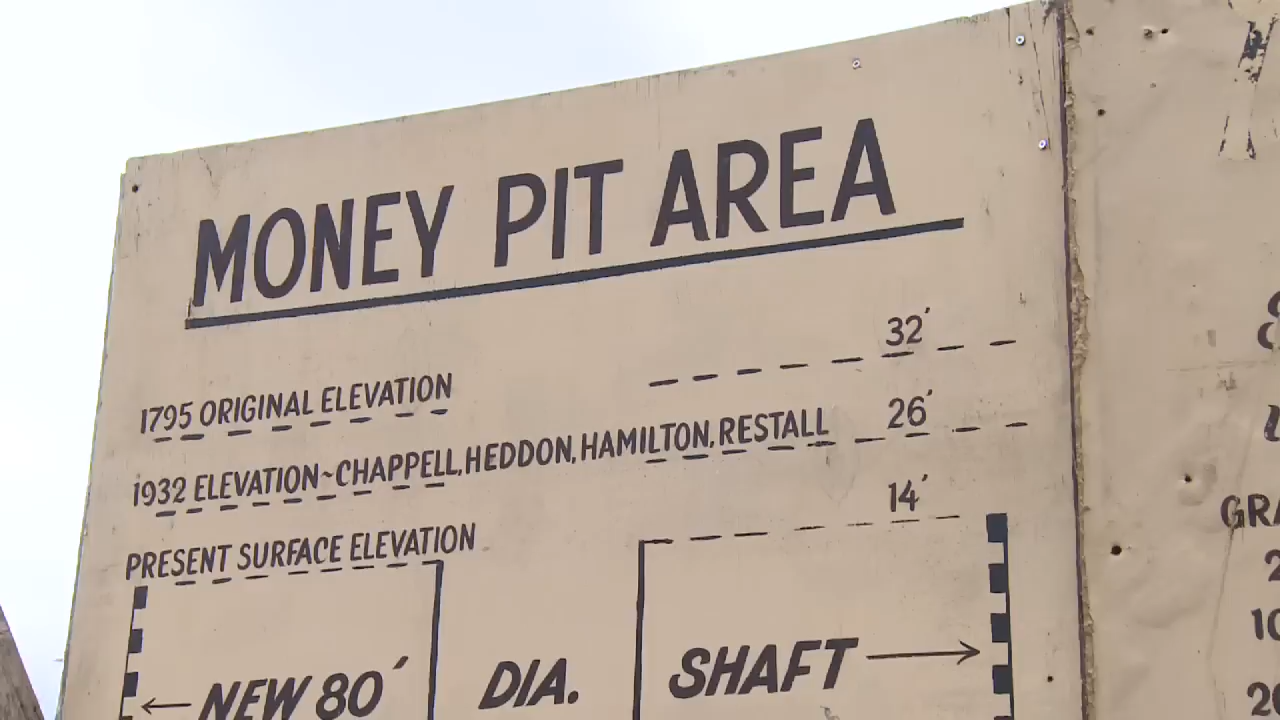 MONEY PIT AREA
32'
1795 ORIGINAL ELEVATION
26'
1932 ELEVATION~CHAPPELL, HEDDON, HAMILTON, RESTALL
14'
PRESENT SURFACE ELEVATION
NEW 80' DIA. SHAFT